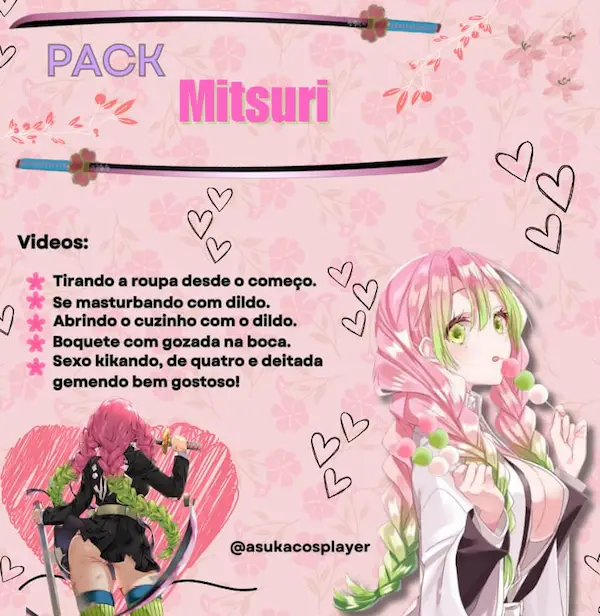 PACK
Mitsuri
Videos:
Tirando a roupa desde o começo.
Se masturbando com dildo.
Abrindo o cuzinho com o dildo.
Boquete com gozada na boca.
Sexo kikando, de quatro e deitada
gemendo bem gostoso!
@asukacosplayer